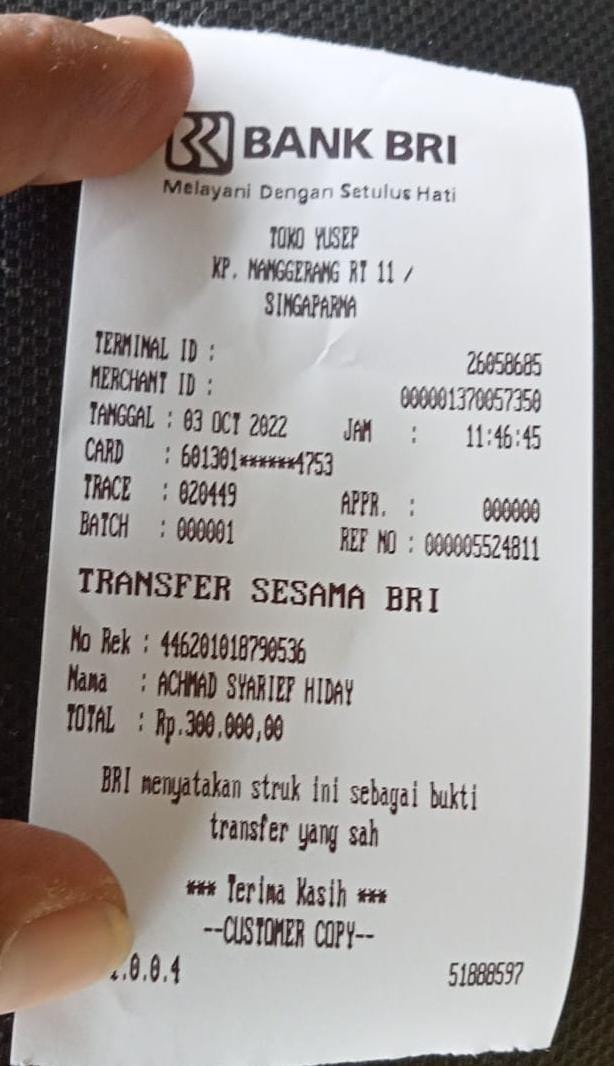 BANK BRI
Melayani Dengan Setulus Hati
TOKO YUSEP
KP. NANGGERANG RT 11 /
SINGAPARNA
TERMINAL ID : 26058685
MERCHANT ID : 000001370057350
TANGGAL : 03 OCT 2022 JAM : 11:46:45
CARD : 601301******4753
TRACE : 020449 APPR. : 000000
BATCH : 000001 REF NO : 000005524811
TRANSFER SESAMA BRI
No Rek : 446201018790536
Nama : ACHMAD SYARIEF HIDAY
TOTAL : Rp.300.000,00
BRI menyatakan struk ini sebagai bukti
transfer yang sah
*** Terima Kasih ***
--CUSTOMER COPY--
.0.0.4 51888597